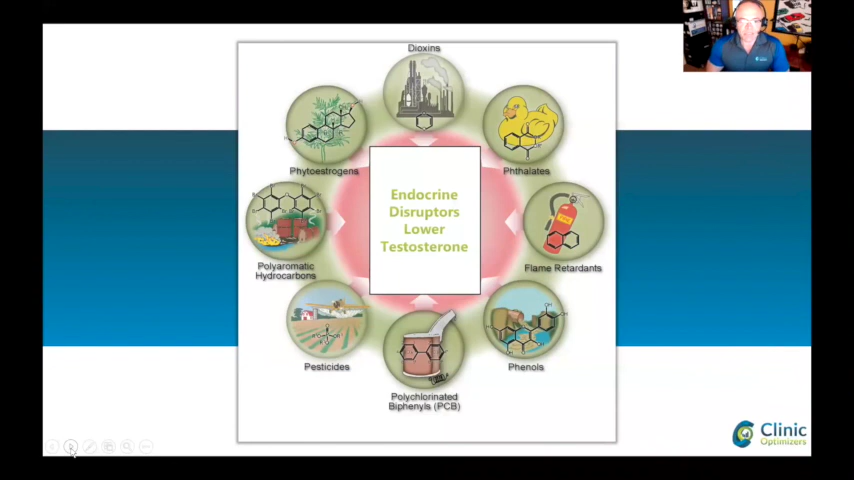 Dioxins
Phytoestrogens
Phthalates
Endocrine
Disruptors
Lower
Testosterone
Polyaromatic
Hydrocarbons
Flame Retardants
Pesticides
Phenols
Polychlorinated
Biphenyls (PCB)
Clinic
Optimizers